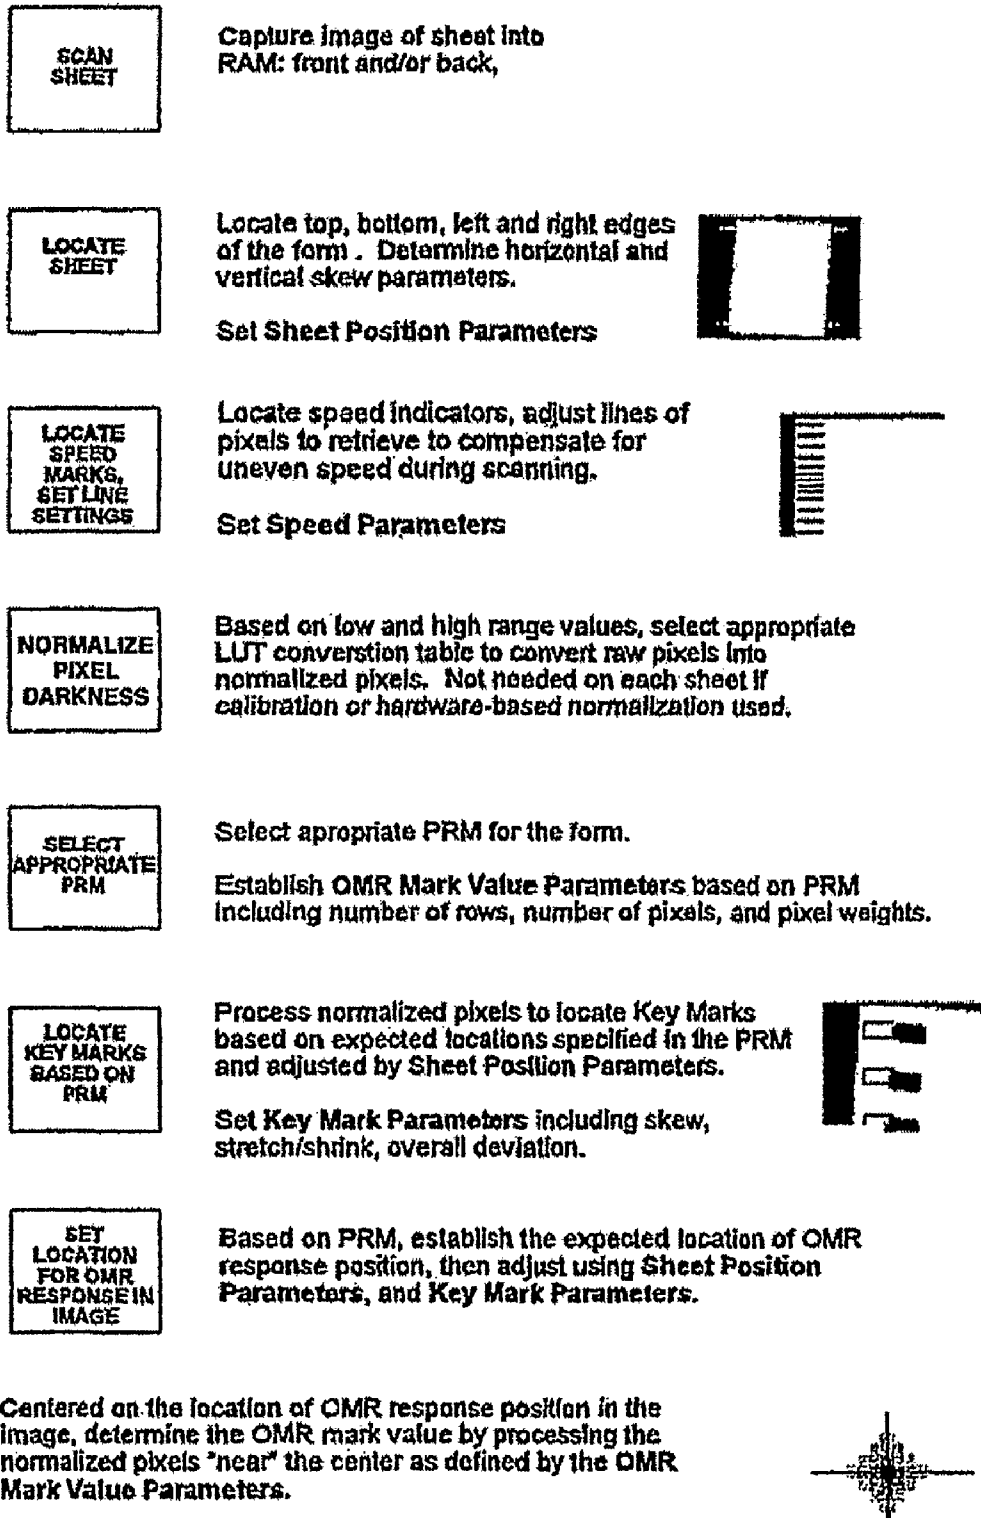 SCAN
SHEET
Capture image of sheet into
RAM: front and/or back,
LOCATE
SHEET
Locate top, bottom, left and right edges
of the form . Determine horizontal and
vertical skew parameters.
Set Sheet Position Parameters
LOCATE
SPEED
MARKS,
SET LINE
SETTINGS
Locate speed indicators, adjust lines of
pixels to retrieve to compensate for
uneven speed during scanning.
Set Speed Parameters
NORMALIZE
PIXEL
DARKNESS
Based on low and high range values, select appropriate
LUT converstion table to convert raw pixels into
normalized pixels. Not needed on each sheet if
calibration or hardware-based normalization used.
SELECT
APPROPRIATE
PRM
Select apropriate PRM for the form.
Establish OMR Mark Value Parameters based on PRM
including number of rows, number of pixels, and pixel weights.
LOCATE
KEY MARKS
BASED ON
PRM
Process normalized pixels to locate Key Marks
based on expected locations specified in the PRM
and adjusted by Sheet Position Parameters.
Set Key Mark Parameters including skew,
stretch/shrink, overall deviation.
SET
LOCATION
FOR OMR
RESPONSE IN
IMAGE
Based on PRM, establish the expected location of OMR
response position, then adjust using Sheet Position
Parameters, and Key Mark Parameters.
Centered on the location of OMR response position in the
image, determine the OMR mark value by processing the
normalized pixels "near" the center as defined by the OMR
Mark Value Parameters.